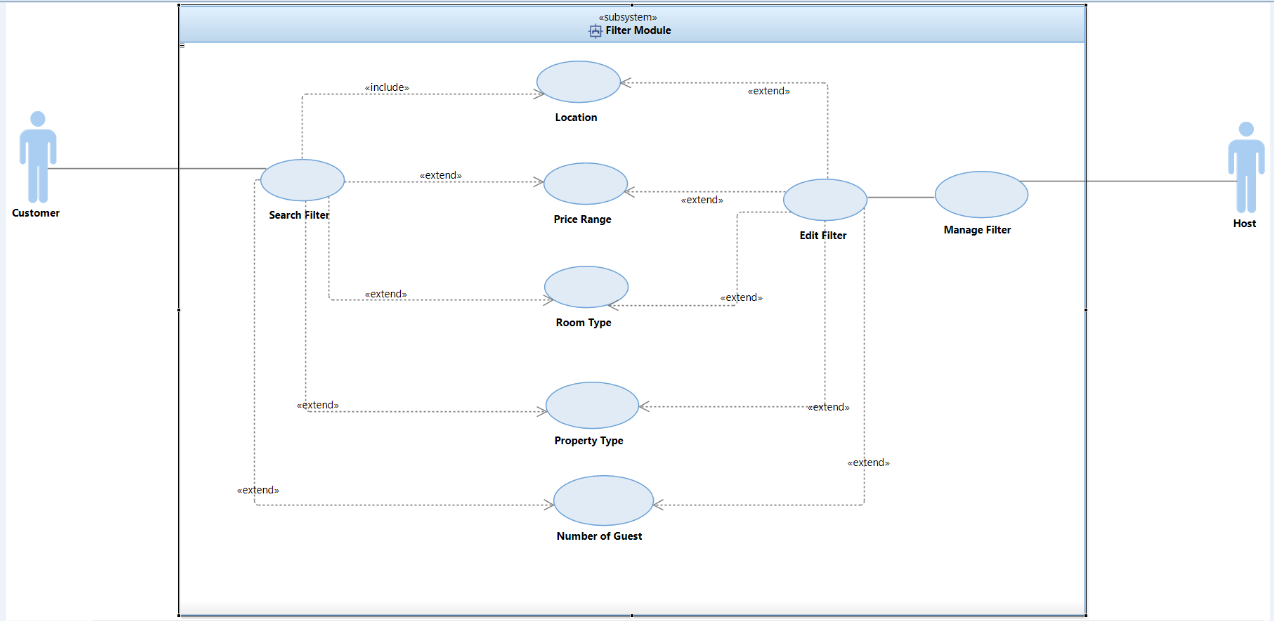 «subsystem»
Filter Module
«include»
«extend»
Location
Customer
«extend»
Search Filter
Price Range
«extend»
Edit Filter
Manage Filter
Host
«extend»
Room Type
«extend»
«extend»
Property Type
«extend»
«extend»
«extend»
Number of Guest